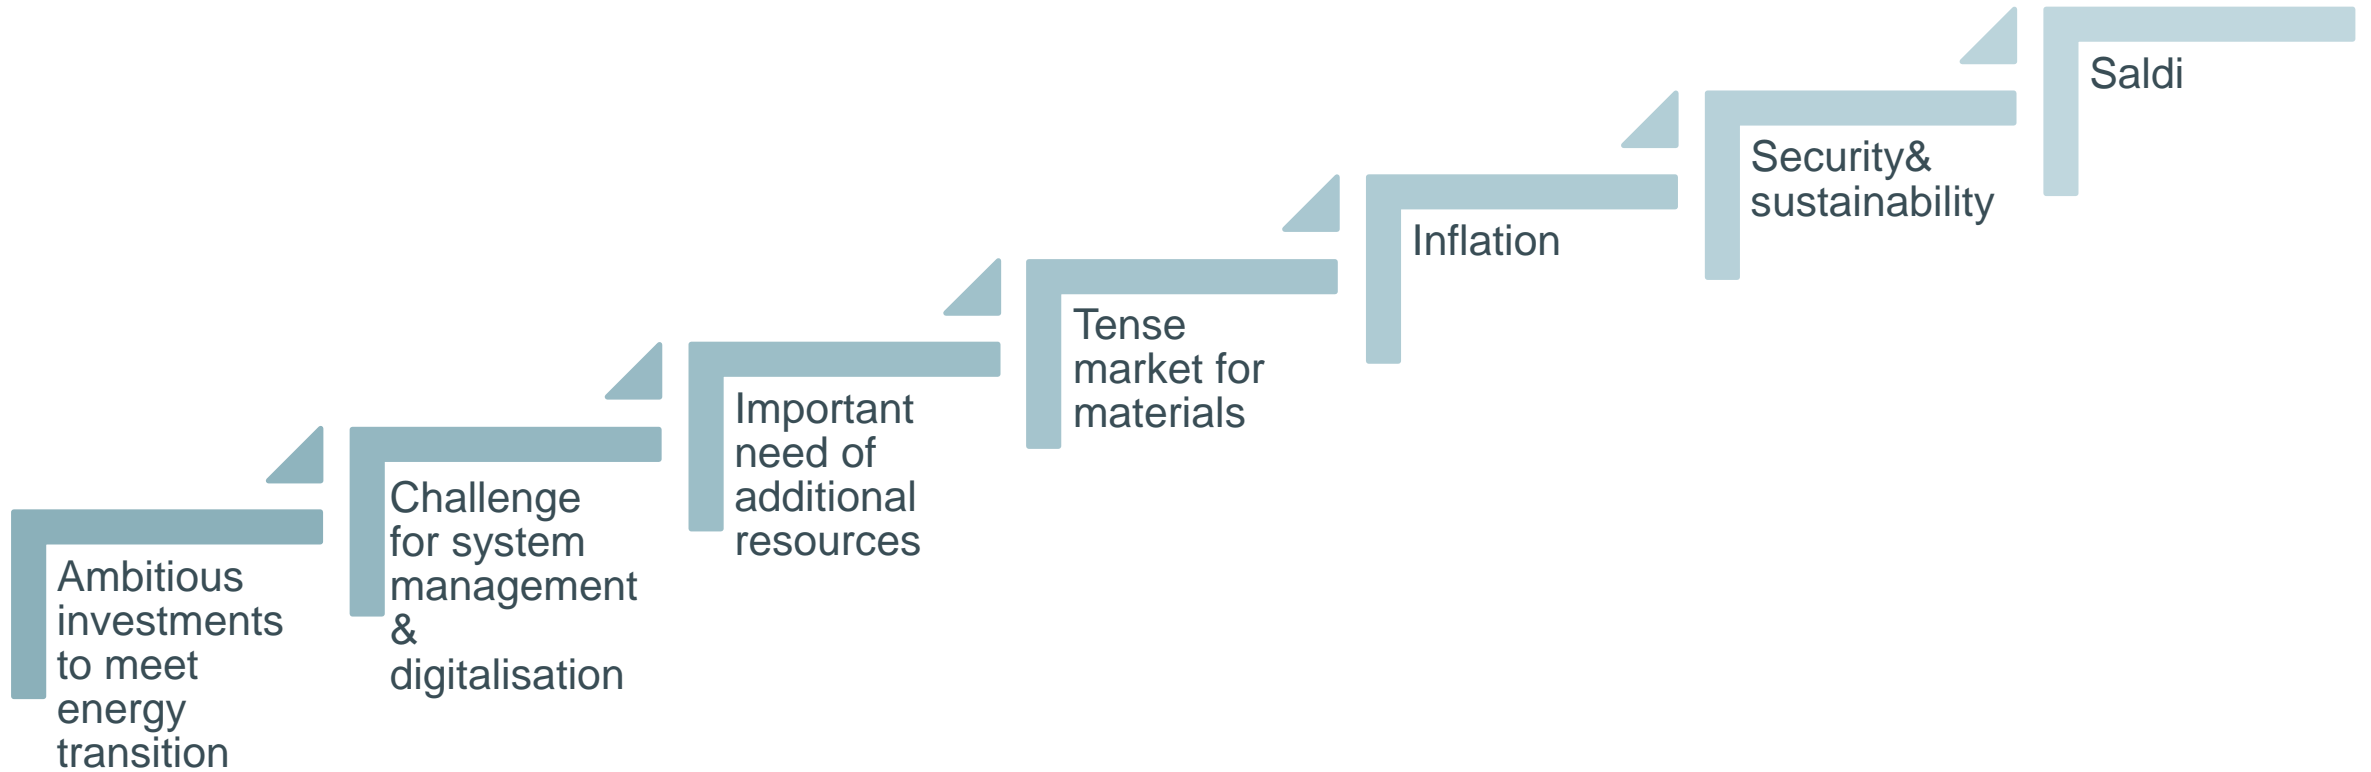 Ambitious
investments
to meet
energy
transition
Challenge
for system
management
&
digitalisation
Important
need of
additional
resources
Tense
market for
materials
Inflation
Security&
sustainability
Saldi